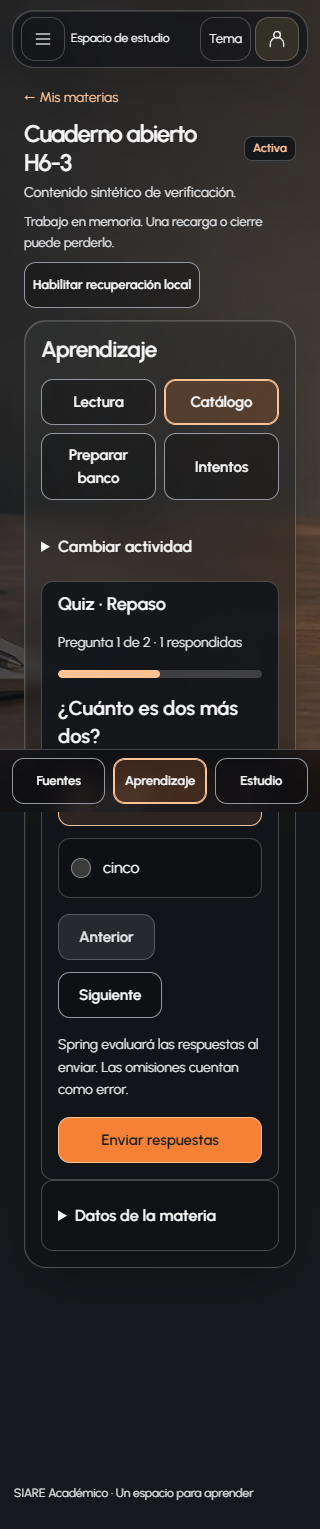 Espacio de estudio
Tema
← Mis materias
Cuaderno abierto
H6-3
Activa
Contenido sintético de verificación.
Trabajo en memoria. Una recarga o cierre
puede perderlo.
Habilitar recuperación local
Aprendizaje
Lectura
Catálogo
Preparar
banco
Intentos
Cambiar actividad
Quiz · Repaso
Pregunta 1 de 2 · 1 respondidas
¿Cuánto es dos más
dos?
Fuentes
Aprendizaje
Estudio
cinco
Anterior
Siguiente
Spring evaluará las respuestas al
enviar. Las omisiones cuentan
como error.
Enviar respuestas
Datos de la materia
SIARE Académico · Un espacio para aprender